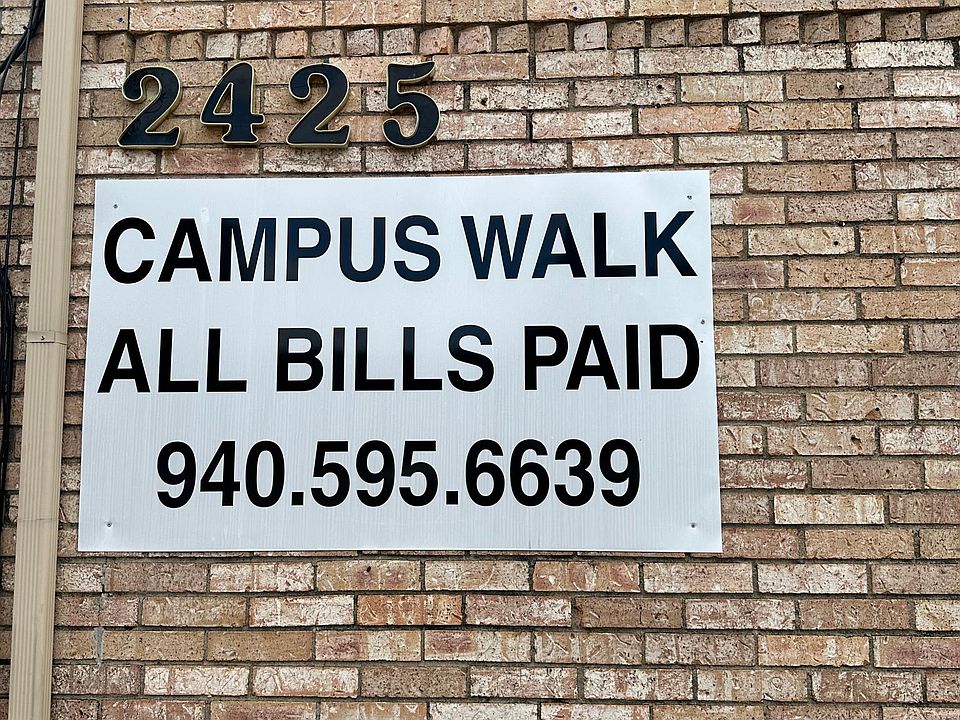 2425
CAMPUS WALK
ALL BILLS PAID
940.595.6639